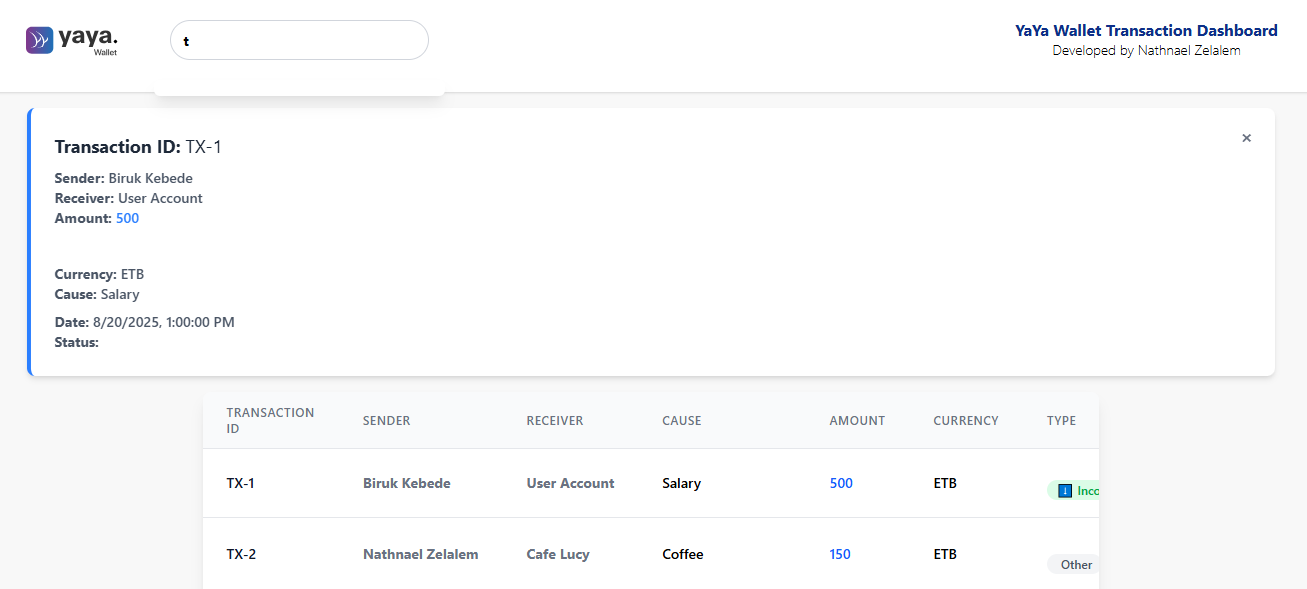 yaya.
Wallet
t
YaYa Wallet Transaction Dashboard
Developed by Nathnael Zelalem
Transaction ID: TX-1
×
Sender: Biruk Kebede
Receiver: User Account
Amount: 500
Currency: ETB
Cause: Salary
Date: 8/20/2025, 1:00:00 PM
Status:
TRANSACTION ID SENDER RECEIVER CAUSE AMOUNT CURRENCY TYPE
TX-1 Biruk Kebede User Account Salary 500 ETB ⬇ Inco
TX-2 Nathnael Zelalem Cafe Lucy Coffee 150 ETB Other